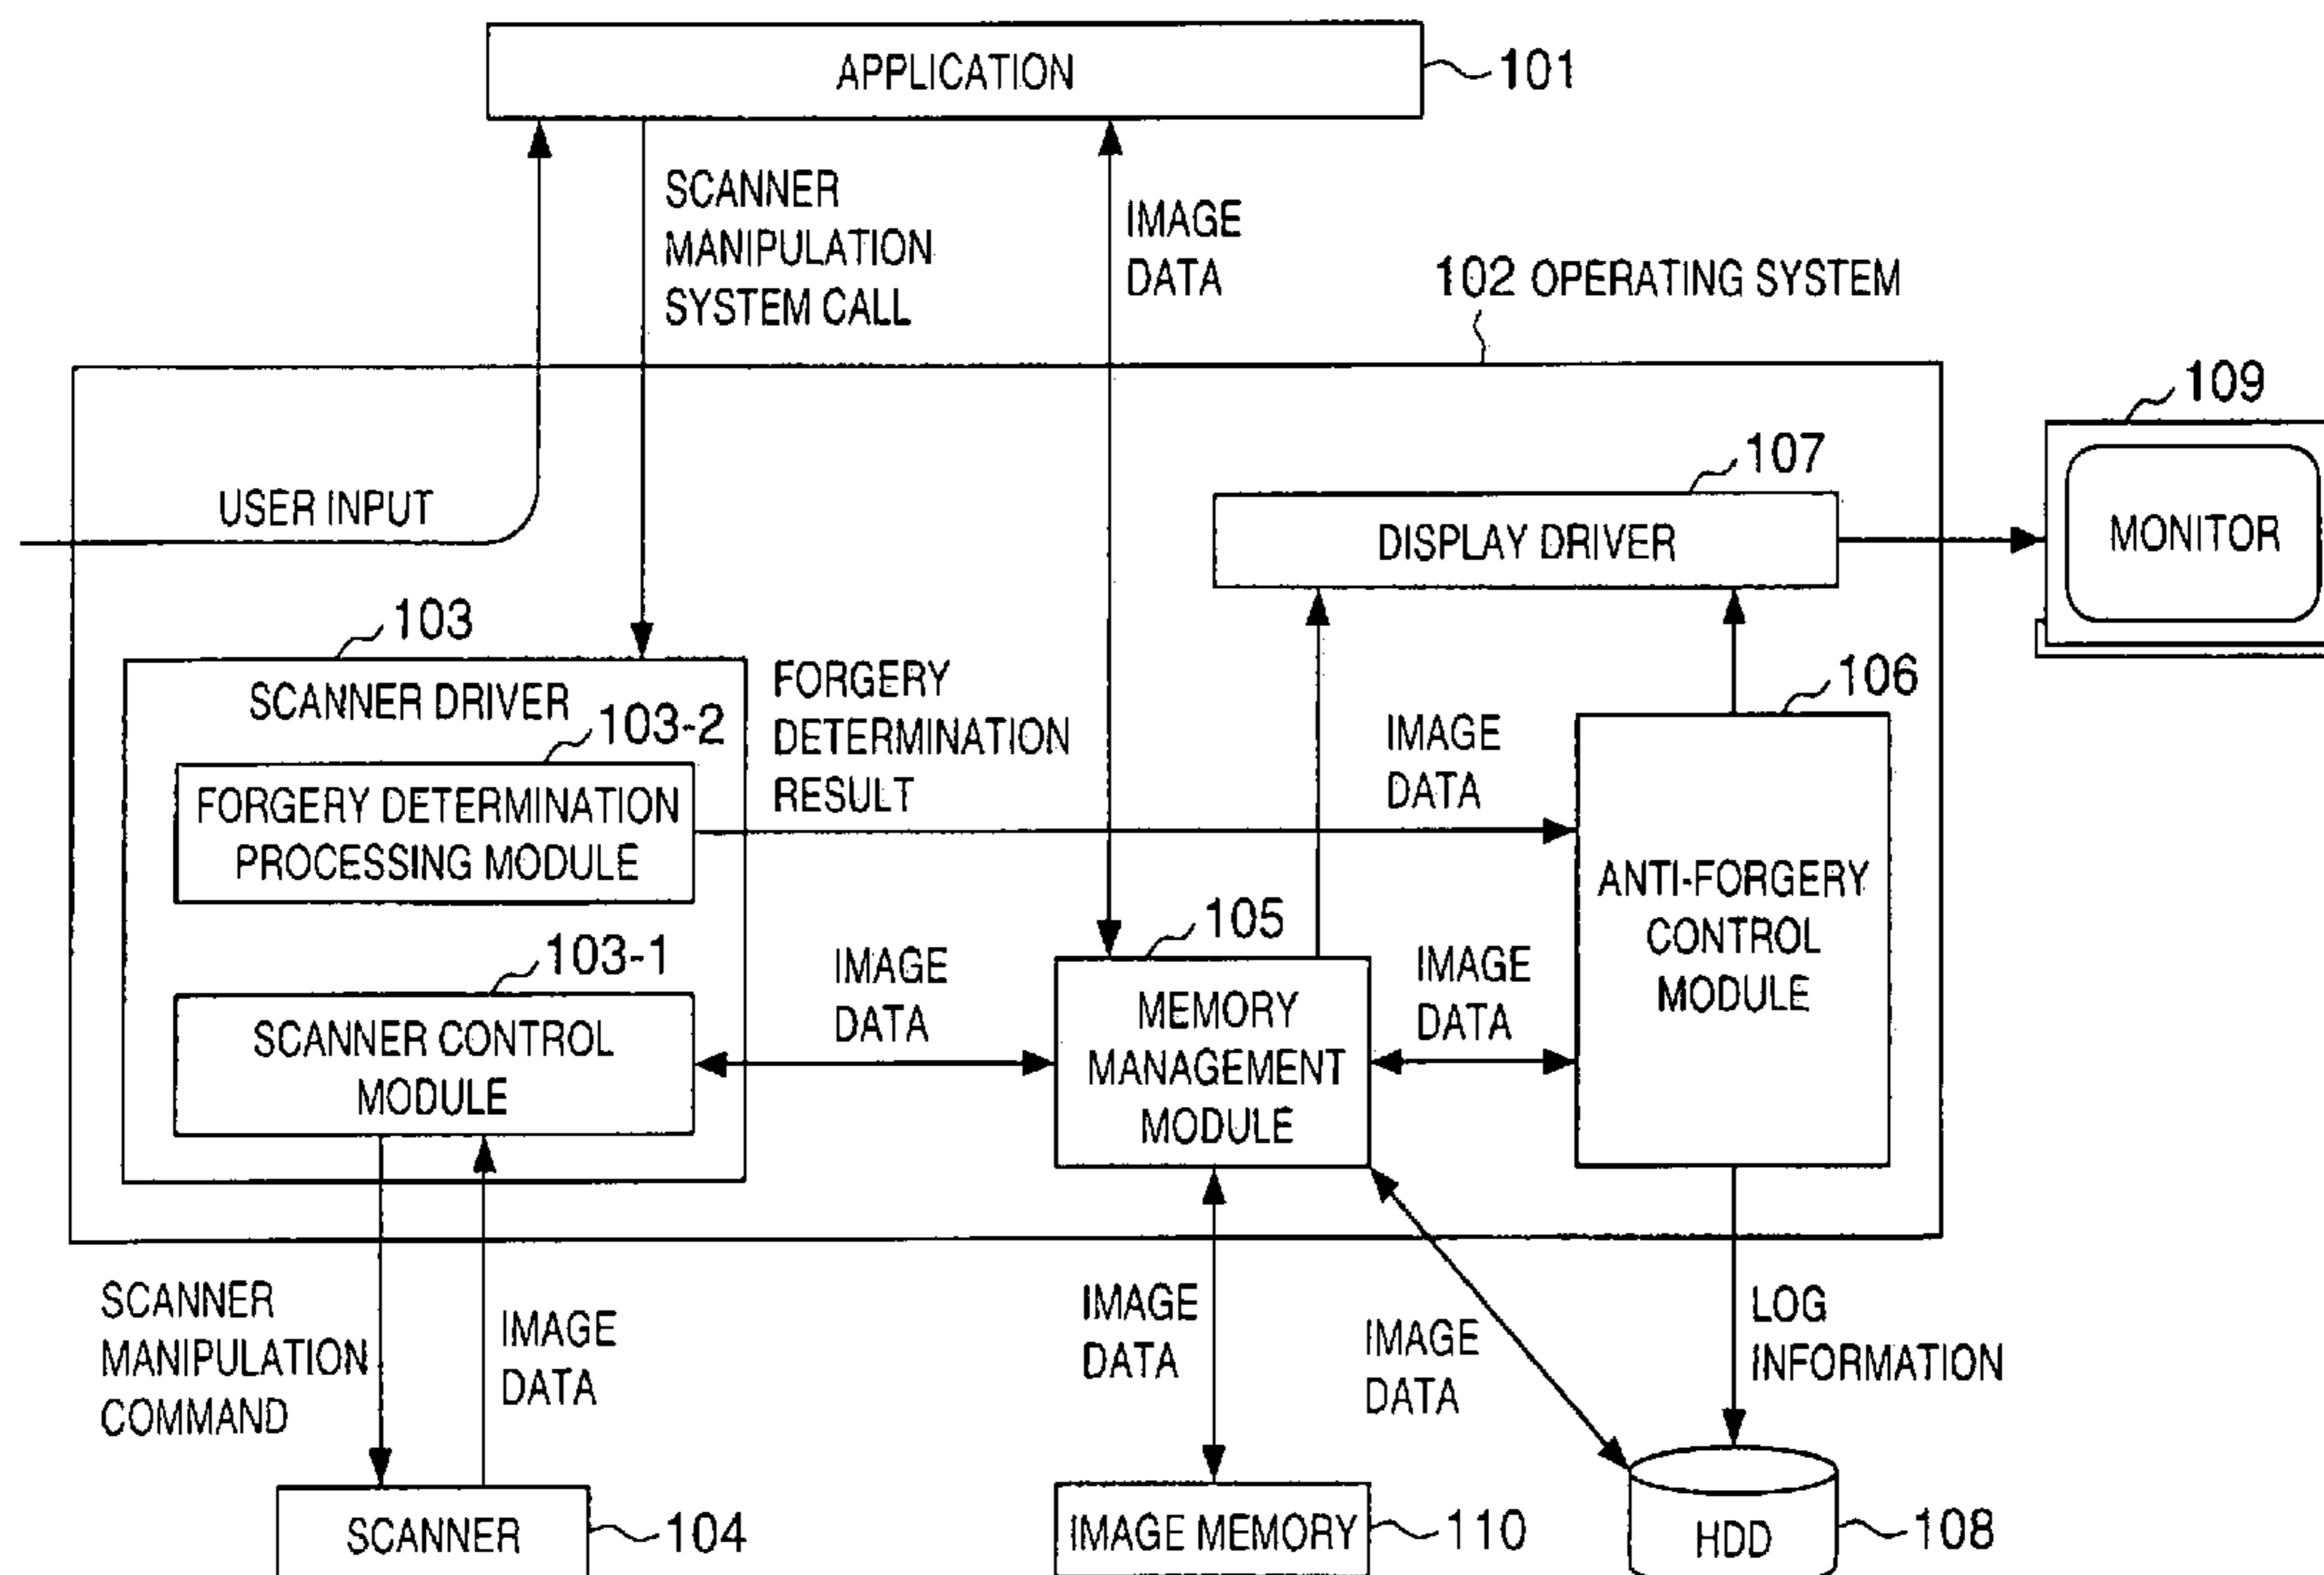 APPLICATION
101
SCANNER
MANIPULATION
SYSTEM CALL
IMAGE
DATA
102 OPERATING SYSTEM
109
MONITOR
USER INPUT
107
DISPLAY DRIVER
103
SCANNER DRIVER
103-2
FORGERY DETERMINATION
PROCESSING MODULE
FORGERY
DETERMINATION
RESULT
IMAGE
DATA
106
ANTI-FORGERY
CONTROL
MODULE
103-1
SCANNER CONTROL
MODULE
IMAGE
DATA
105
MEMORY
MANAGEMENT
MODULE
IMAGE
DATA
SCANNER
MANIPULATION
COMMAND
IMAGE
DATA
IMAGE
DATA
IMAGE
DATA
LOG
INFORMATION
SCANNER
104
IMAGE MEMORY
110
HDD
108